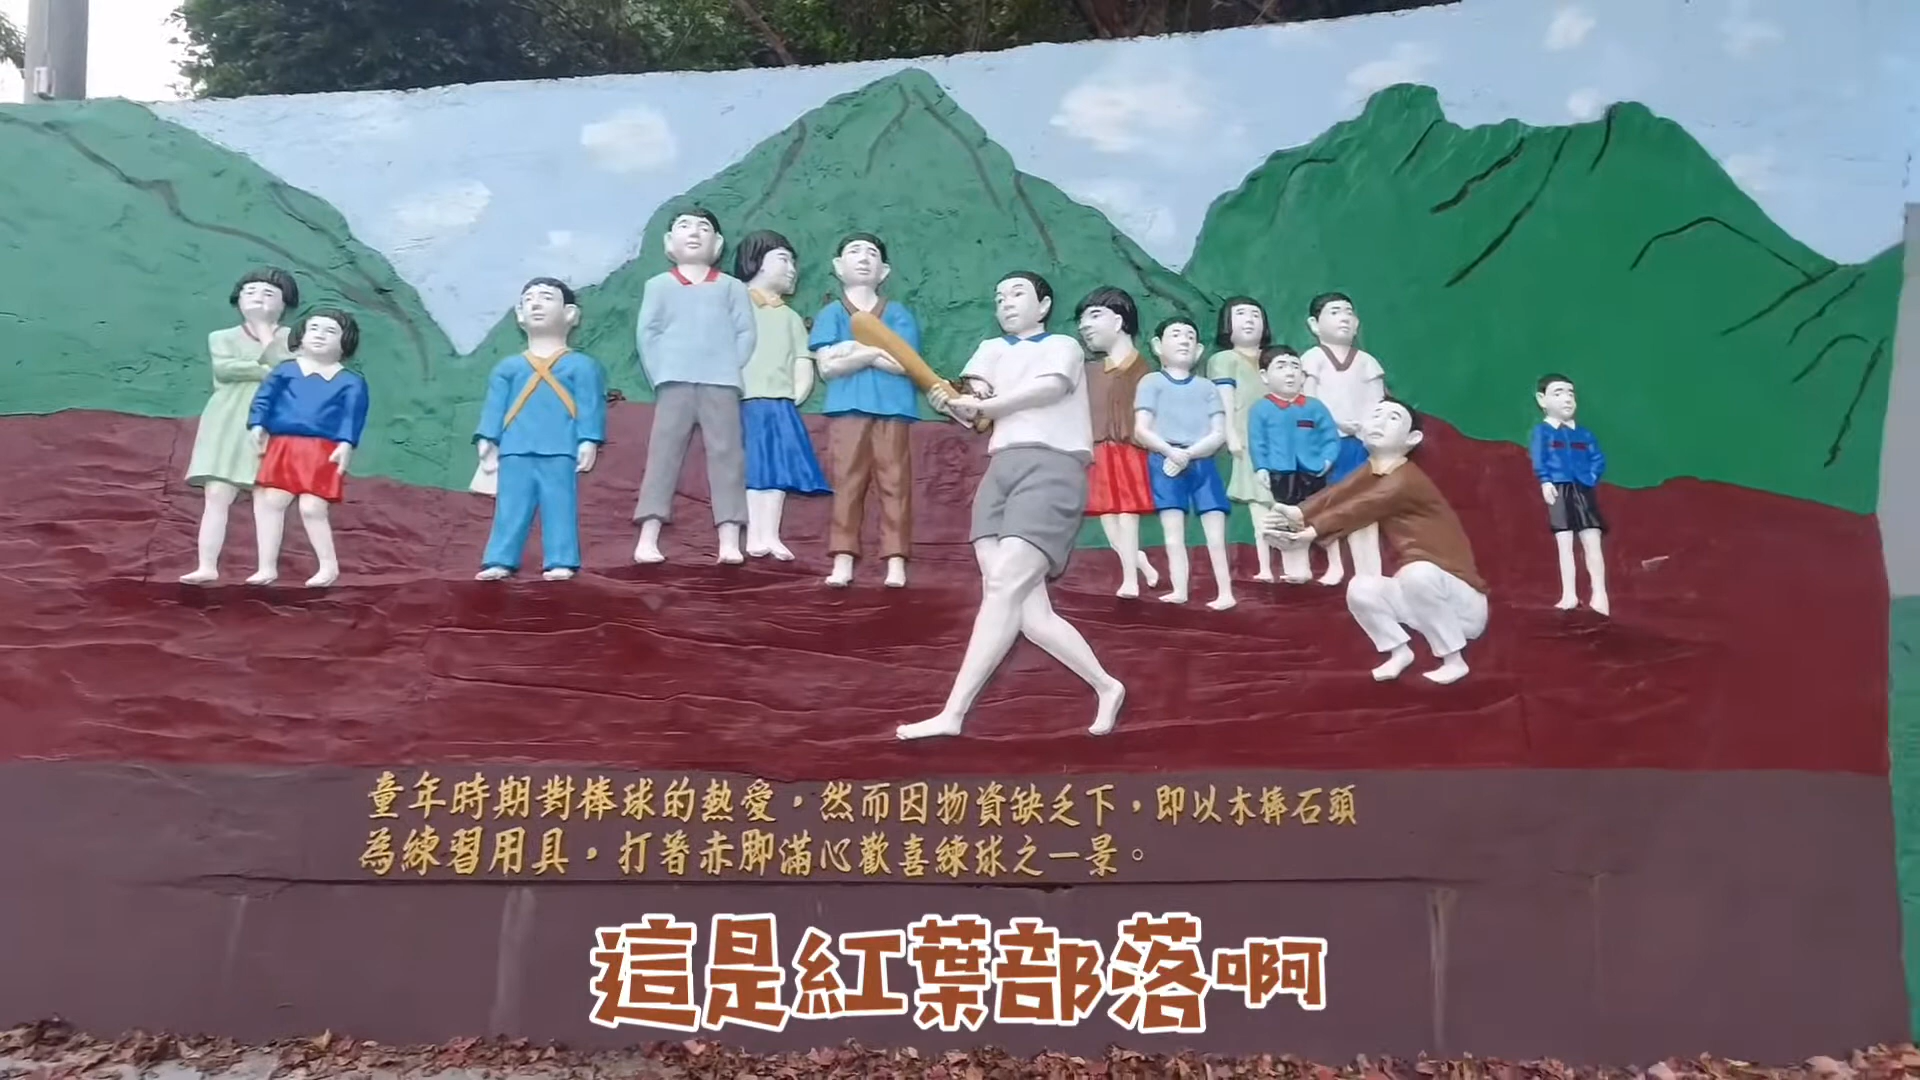 童年時期對棒球的熱愛，然而因物資缺乏下，即以木棒石頭
為練習用具，打著赤脚滿心歡喜練球之一景。
這是紅葉部落啊